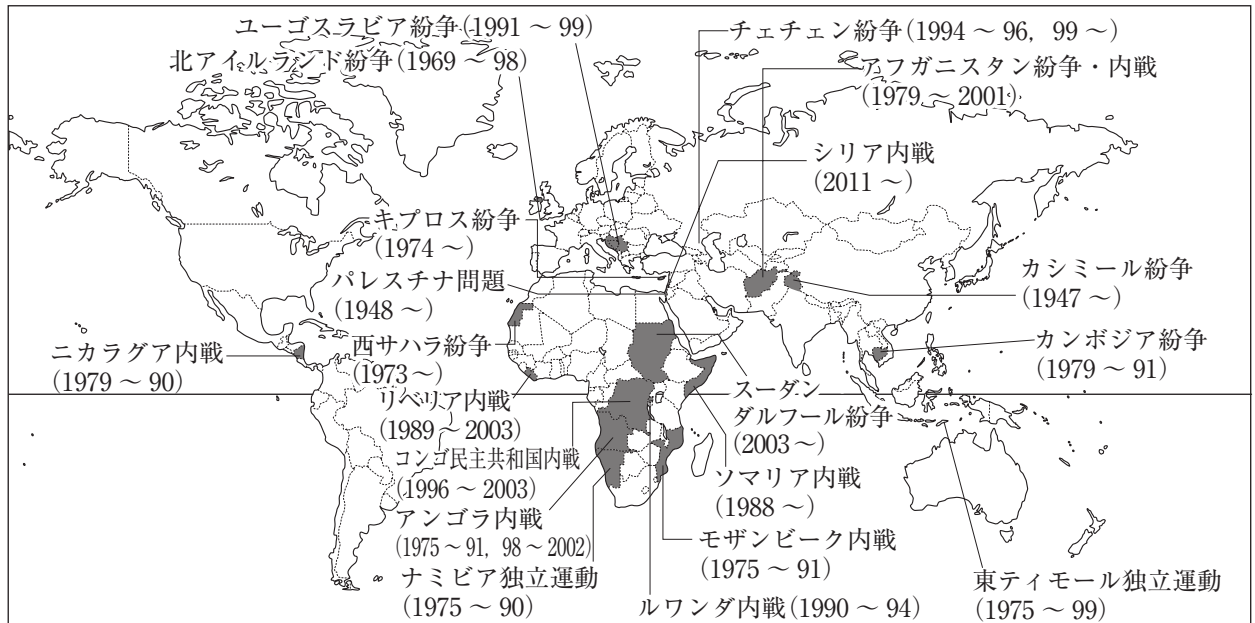 ユーゴスラビア紛争(1991～99)
北アイルランド紛争(1969～98)
チェチェン紛争(1994～96, 99～)
アフガニスタン紛争・内戦
(1979～2001)
シリア内戦
(2011～)
キプロス紛争
(1974～)
パレスチナ問題
(1948～)
カシミール紛争
(1947～)
ニカラグア内戦
(1979～90)
西サハラ紛争
(1973～)
カンボジア紛争
(1979～91)
リベリア内戦
(1989～2003)
スーダン
ダルフール紛争
(2003～)
コンゴ民主共和国内戦
(1996～2003)
ソマリア内戦
(1988～)
アンゴラ内戦
(1975～91, 98～2002)
モザンビーク内戦
(1975～91)
ナミビア独立運動
(1975～90)
ルワンダ内戦(1990～94)
東ティモール独立運動
(1975～99)